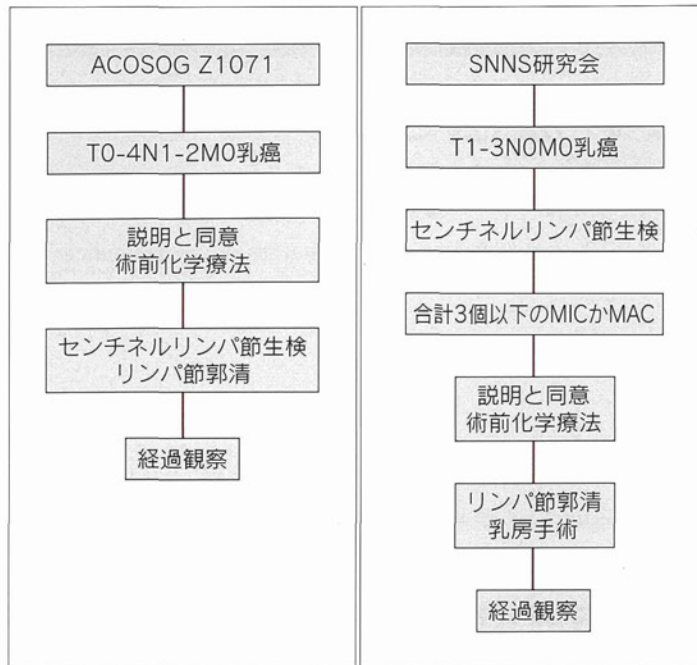 ACOSOG Z1071
T0-4N1-2M0乳癌
説明と同意
術前化学療法
センチネルリンパ節生検
リンパ節郭清
経過観察
SNNS研究会
T1-3N0M0乳癌
センチネルリンパ節生検
合計3個以下のMICかMAC
説明と同意
術前化学療法
リンパ節郭清
乳房手術
経過観察